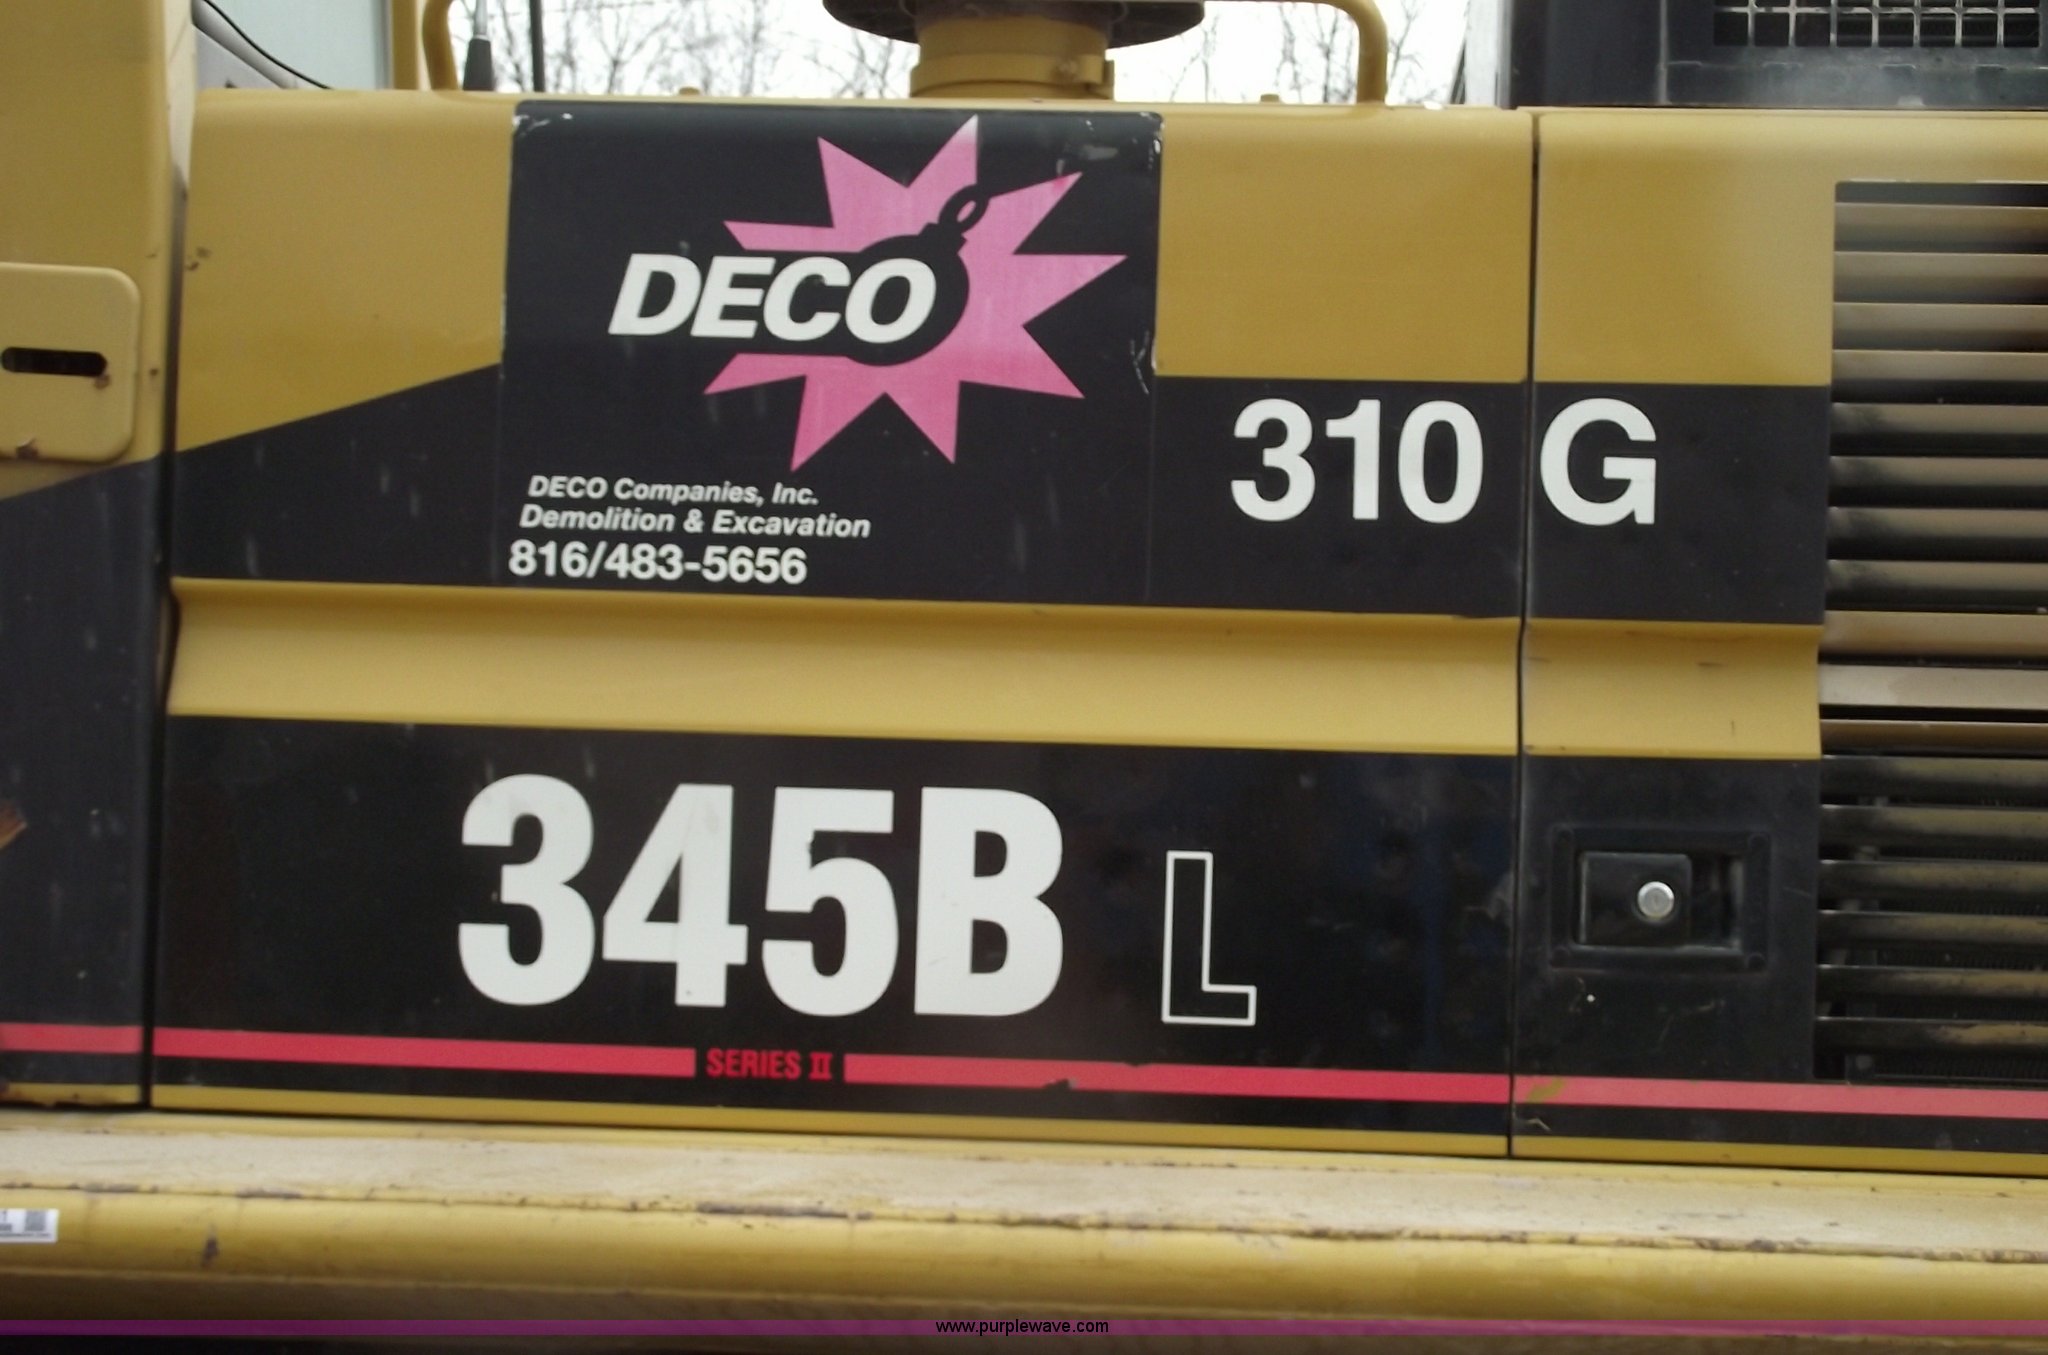 DECO
DECO Companies, Inc.
Demolition & Excavation
816/483-5656
310 G
345B L
SERIES II
www.purplewave.com